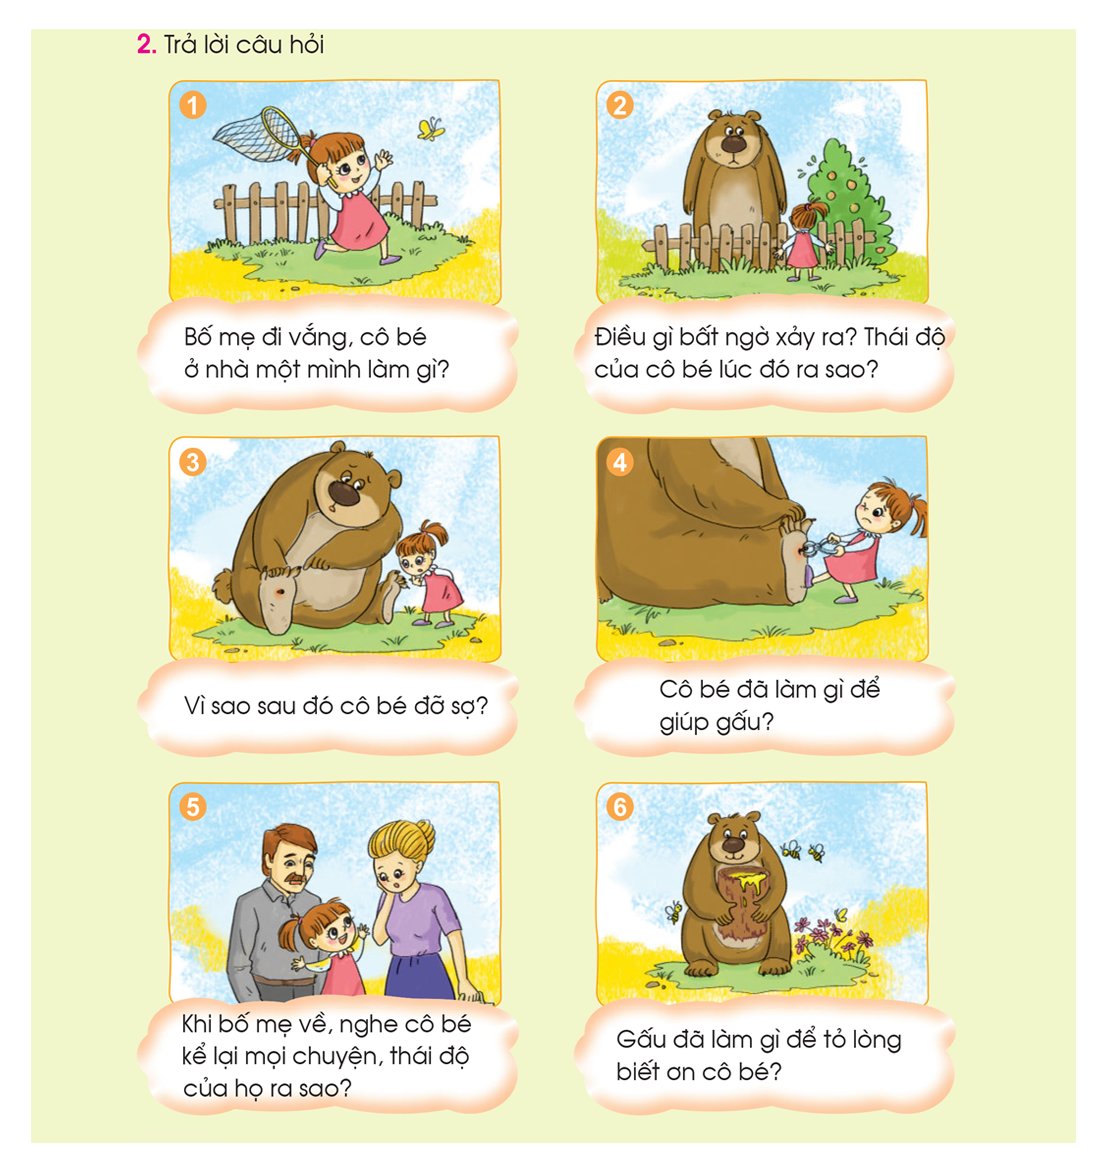 2. Trả lời câu hỏi
1
Bố mẹ đi vắng, cô bé
ở nhà một mình làm gì?
2
Điều gì bất ngờ xảy ra? Thái độ
của cô bé lúc đó ra sao?
3
Vì sao sau đó cô bé đỡ sợ?
4
Cô bé đã làm gì để
giúp gấu?
5
Khi bố mẹ về, nghe cô bé
kể lại mọi chuyện, thái độ
của họ ra sao?
6
Gấu đã làm gì để tỏ lòng
biết ơn cô bé?